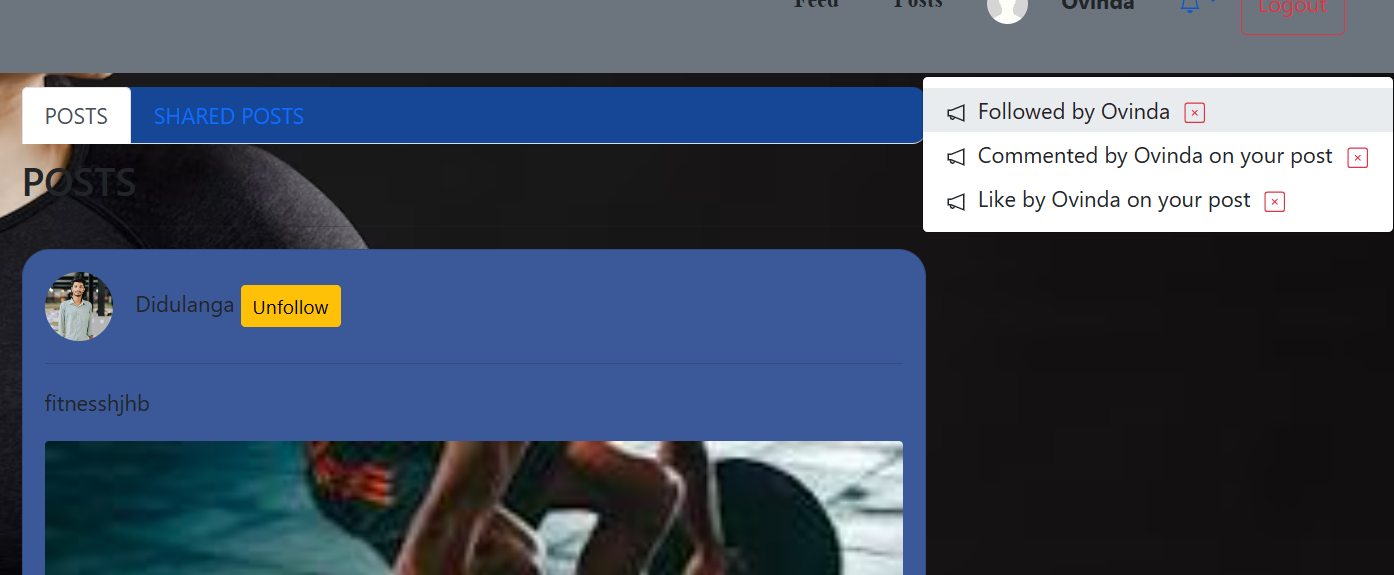 Feed Posts Ovinda Logout
POSTS SHARED POSTS
Followed by Ovinda
Commented by Ovinda on your post
Like by Ovinda on your post
POSTS
Didulanga Unfollow
fitnesshjhb